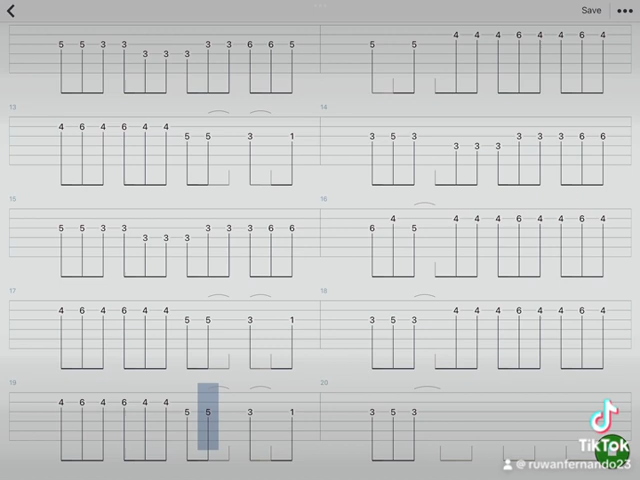 Save
5 5 3 3 3 3 3 3 3 6 6 5 5 5 4 4 4 6 4 4 6 4
13 14
4 6 4 6 4 4 5 5 3 1 3 5 3 3 3 3 3 3 3 6 6
15 16
5 5 3 3 3 3 3 3 3 3 6 6 6 4 5 4 4 4 6 4 4 6 4
17 18
4 6 4 6 4 4 5 5 3 1 3 5 3 4 4 4 6 4 4 6 4
19 20
4 6 4 6 4 4 5 5 3 1 3 5 3
TikTok
@ ruwanfernando23